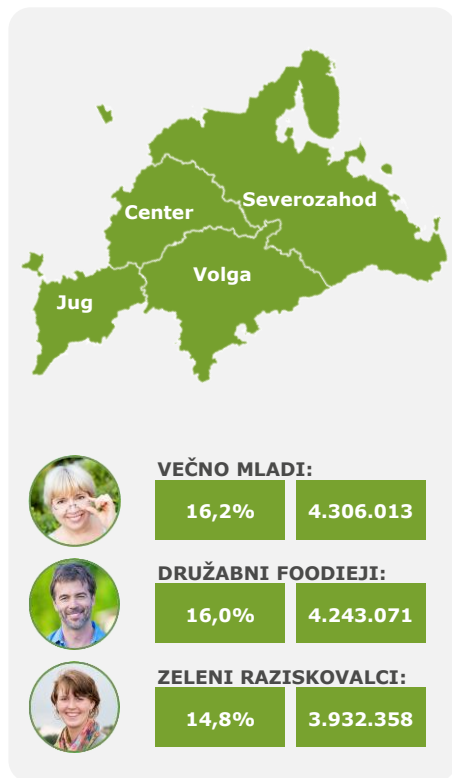 Severozahod
Center
Volga
Jug
VEČNO MLADI:
16,2% 4.306.013
DRUŽABNI FOODIEJI:
16,0% 4.243.071
ZELENI RAZISKOVALCI:
14,8% 3.932.358